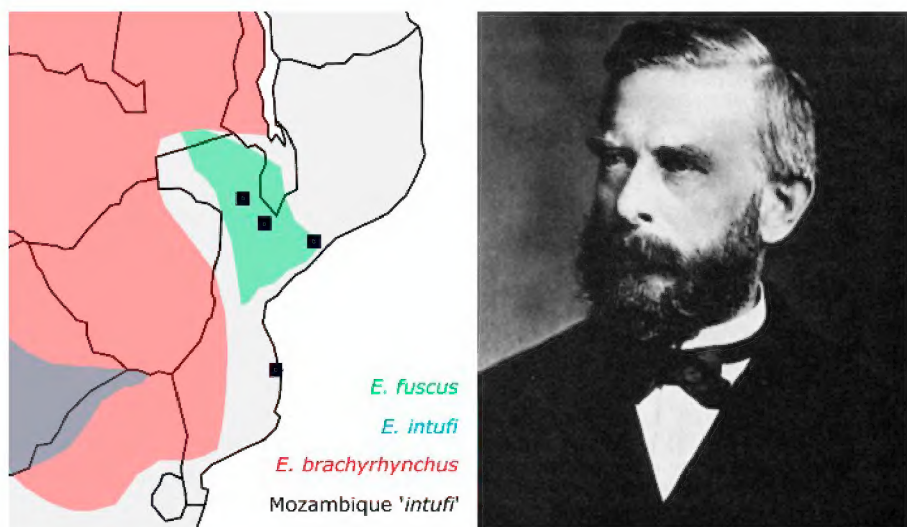 E. fuscus
E. intufi
E. brachyrhynchus
Mozambique 'intufi'